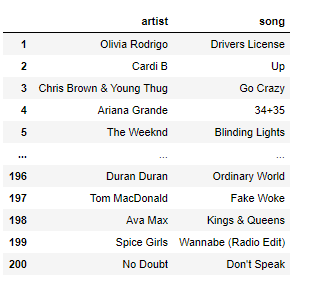 artist song
1 Olivia Rodrigo Drivers License
2 Cardi B Up
3 Chris Brown & Young Thug Go Crazy
4 Ariana Grande 34+35
5 The Weeknd Blinding Lights
... ... ...
196 Duran Duran Ordinary World
197 Tom MacDonald Fake Woke
198 Ava Max Kings & Queens
199 Spice Girls Wannabe (Radio Edit)
200 No Doubt Don't Speak